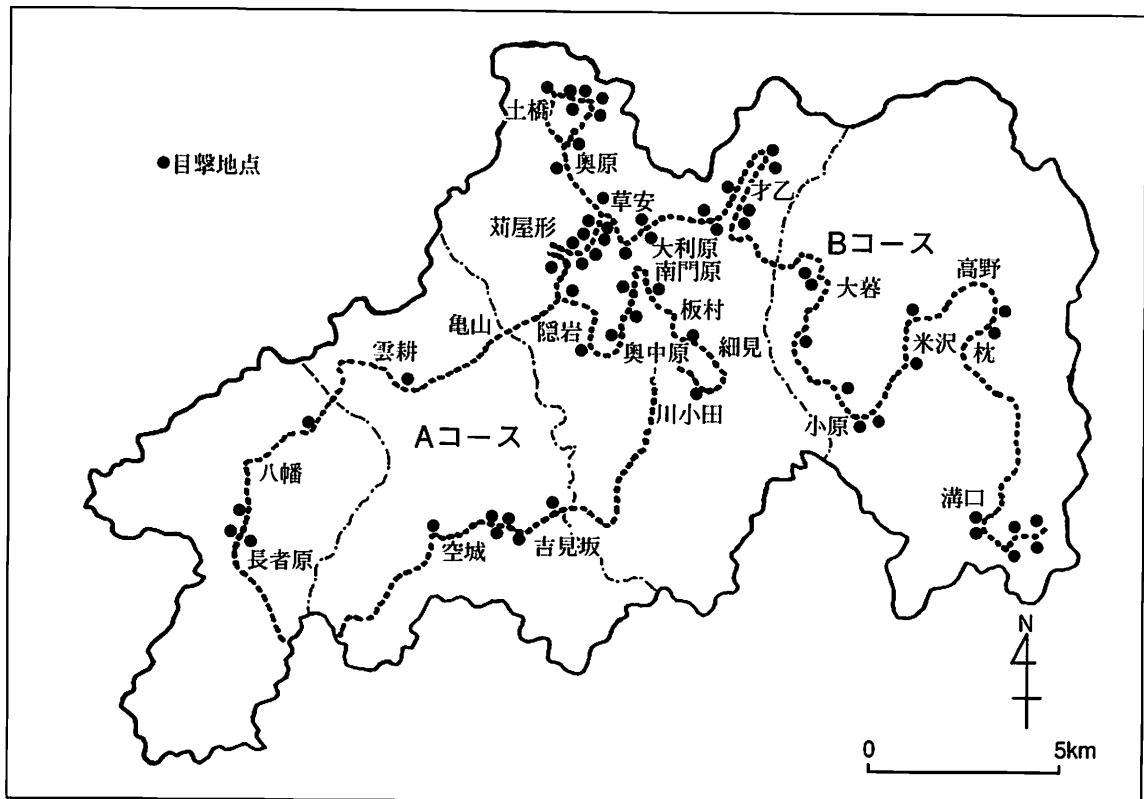 土橋
●目撃地点
奥原
草安
才乙
苅屋形
大利原
Bコース
南門原
高野
大暮
板村
亀山
隠岩
細見
米沢
枕
雲耕
奥中原
川小田
小原
Aコース
八幡
溝口
空城
吉見坂
長者原
N
0
5km